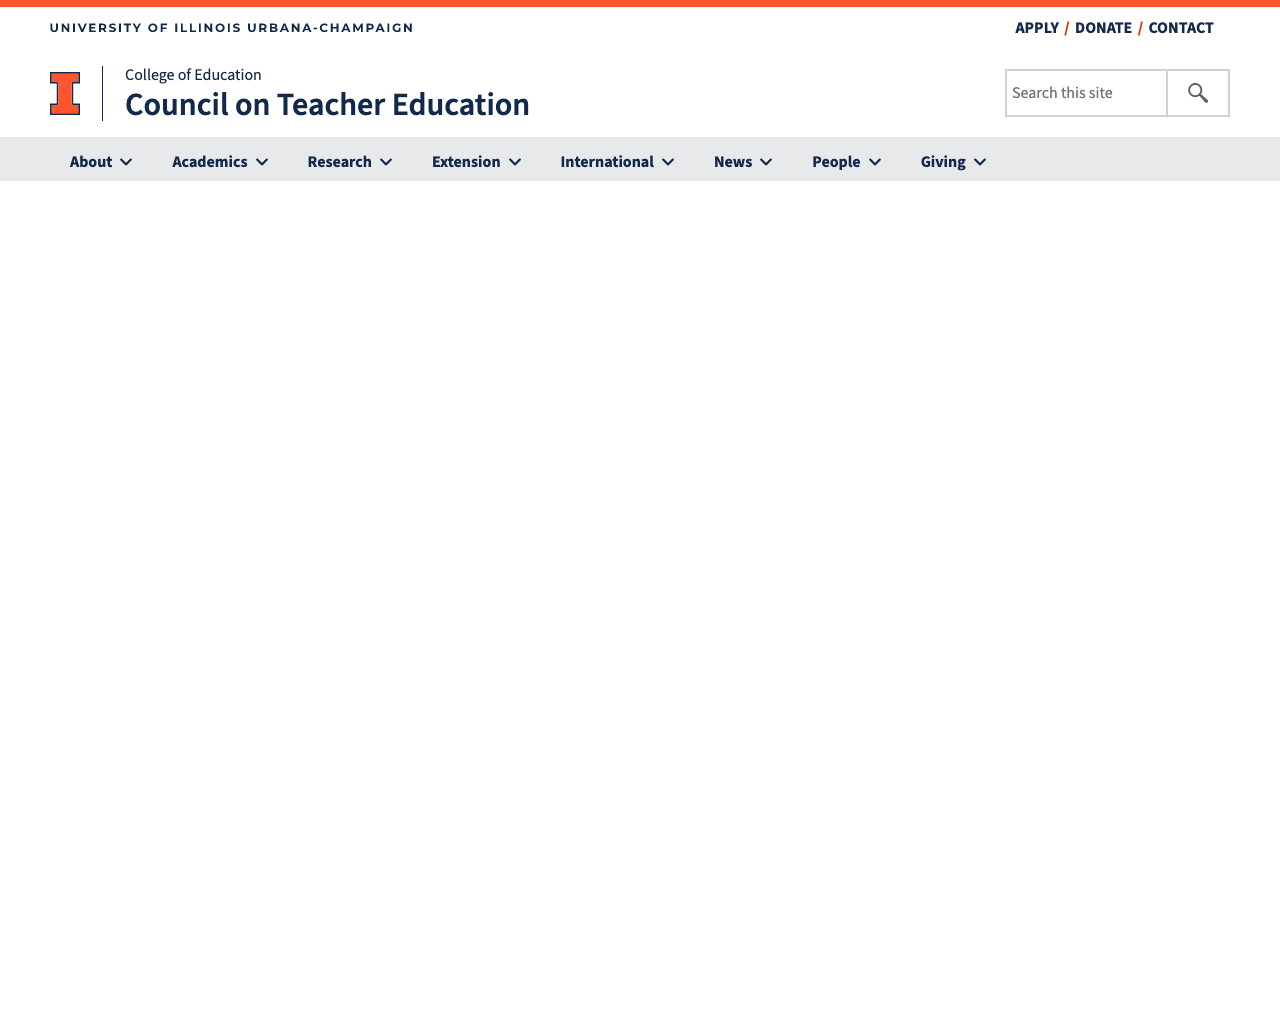 UNIVERSITY OF ILLINOIS URBANA-CHAMPAIGN
APPLY / DONATE / CONTACT
College of Education
Council on Teacher Education
Search this site
About Academics Research Extension International News People Giving